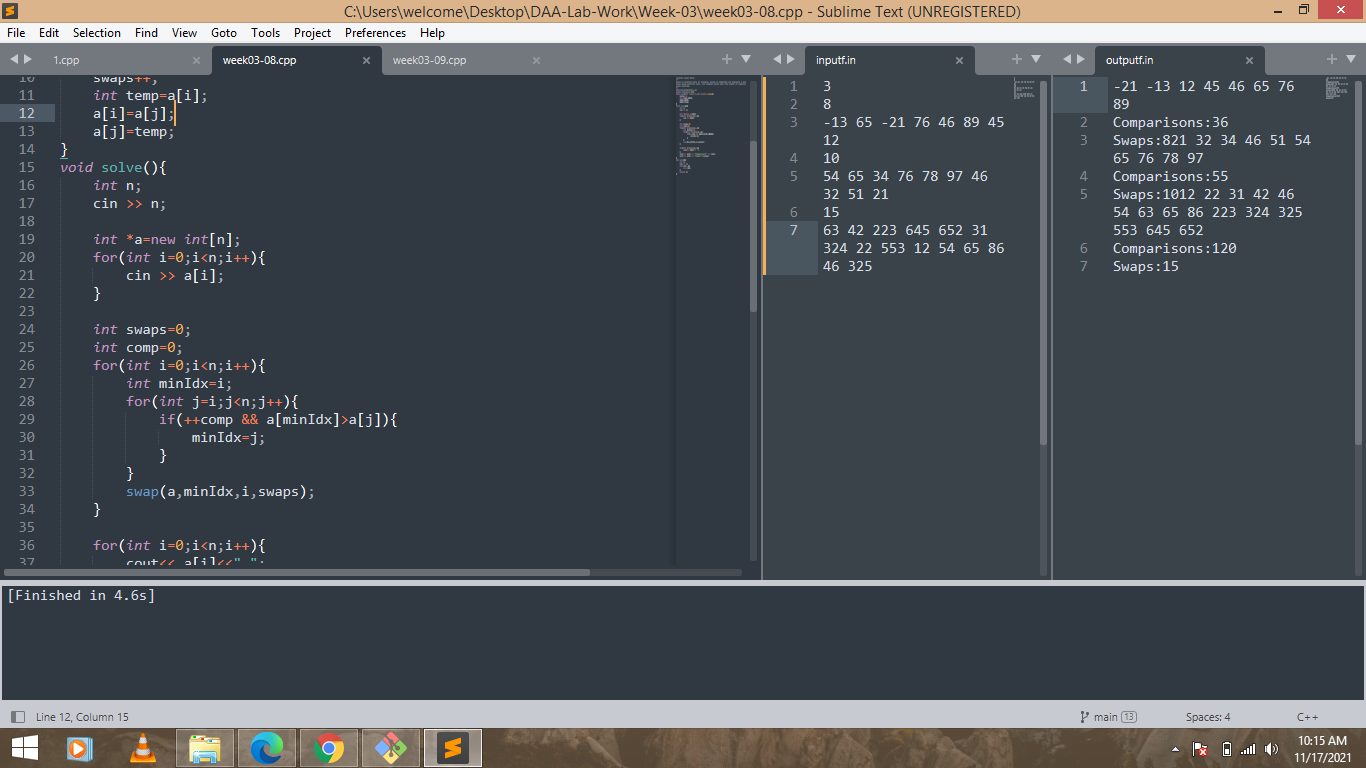 C:\Users\welcome\Desktop\DAA-Lab-Work\Week-03\week03-08.cpp - Sublime Text (UNREGISTERED)
File Edit Selection Find View Goto Tools Project Preferences Help
1.cpp week03-08.cpp week03-09.cpp
10 swaps++;
11 int temp=a[i];
12 a[i]=a[j];
13 a[j]=temp;
14 }
15 void solve(){
16 int n;
17 cin >> n;
18
19 int *a=new int[n];
20 for(int i=0;i<n;i++){
21 cin >> a[i];
22 }
23
24 int swaps=0;
25 int comp=0;
26 for(int i=0;i<n;i++){
27 int minIdx=i;
28 for(int j=i;j<n;j++){
29 if(++comp && a[minIdx]>a[j]){
30 minIdx=j;
31 }
32 }
33 swap(a,minIdx,i,swaps);
34 }
35
36 for(int i=0;i<n;i++){
37 cout<< a[i]<<" ";
inputf.in
1 3
2 8
3 -13 65 -21 76 46 89 45
12
4 10
5 54 65 34 76 78 97 46
32 51 21
6 15
7 63 42 223 645 652 31
324 22 553 12 54 65 86
46 325
outputf.in
1 -21 -13 12 45 46 65 76
89
2 Comparisons:36
3 Swaps:821 32 34 46 51 54
65 76 78 97
4 Comparisons:55
5 Swaps:1012 22 31 42 46
54 63 65 86 223 324 325
553 645 652
6 Comparisons:120
7 Swaps:15
[Finished in 4.6s]
Line 12, Column 15 main 13 Spaces: 4 C++
10:15 AM
11/17/2021